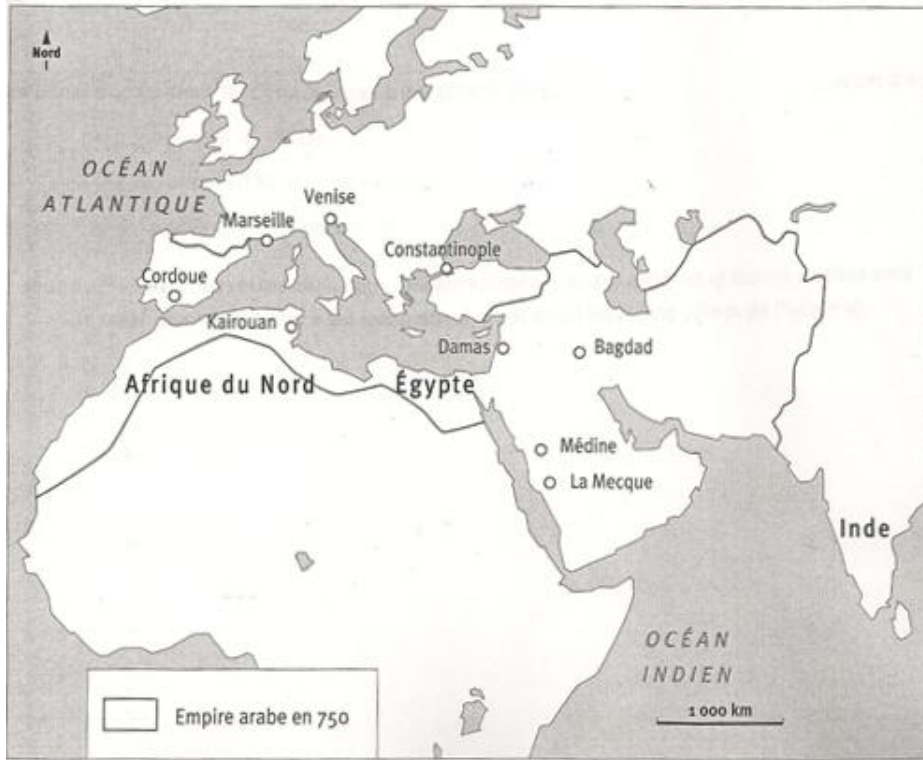 Nord
OCÉAN
ATLANTIQUE
Venise
Marseille
Constantinople
Cordoue
Kairouan
Damas
Bagdad
Afrique du Nord
Égypte
Médine
La Mecque
Inde
OCÉAN
INDIEN
1 000 km
Empire arabe en 750